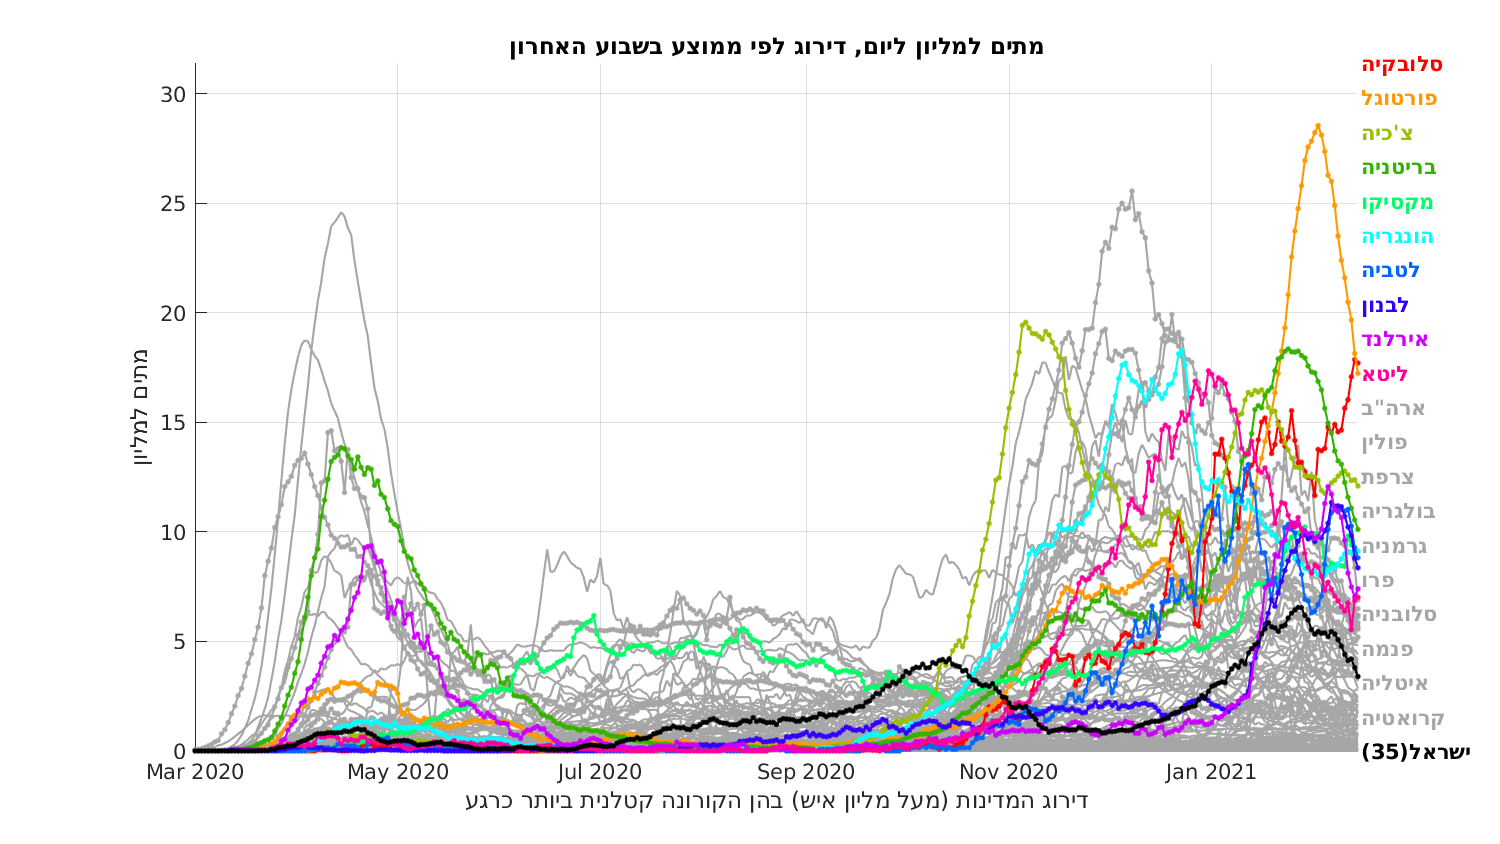 מתים למליון ליום, דירוג לפי ממוצע בשבוע האחרון
מתים למליון
30
25
20
15
10
5
0
Mar 2020 May 2020 Jul 2020 Sep 2020 Nov 2020 Jan 2021
דירוג המדינות (מעל מליון איש) בהן הקורונה קטלנית ביותר כרגע
סלובקיה
פורטוגל
צ'כיה
בריטניה
מקסיקו
הונגריה
לטביה
לבנון
אירלנד
ליטא
ארה"ב
פולין
צרפת
בולגריה
גרמניה
פרו
סלובניה
פנמה
איטליה
קרואטיה
ישראל(35)